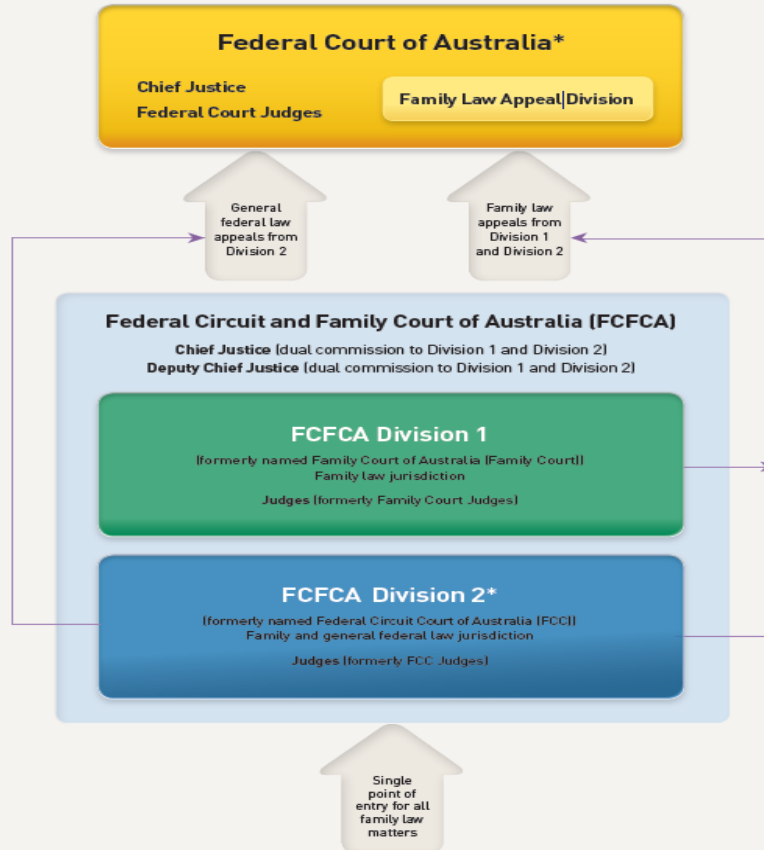 Federal Court of Australia*
Chief Justice
Federal Court Judges
Family Law Appeal Division
General
federal law
appeals from
Division 2
Family law
appeals from
Division 1
and Division 2
Federal Circuit and Family Court of Australia (FCFCA)
Chief Justice (dual commission to Division 1 and Division 2)
Deputy Chief Justice (dual commission to Division 1 and Division 2)
FCFCA Division 1
(formerly named Family Court of Australia (Family Court))
Family law jurisdiction
Judges (formerly Family Court Judges)
FCFCA Division 2*
(formerly named Federal Circuit Court of Australia (FCC))
Family and general federal law jurisdiction
Judges (formerly FCC Judges)
Single
point of
entry for all
family law
matters